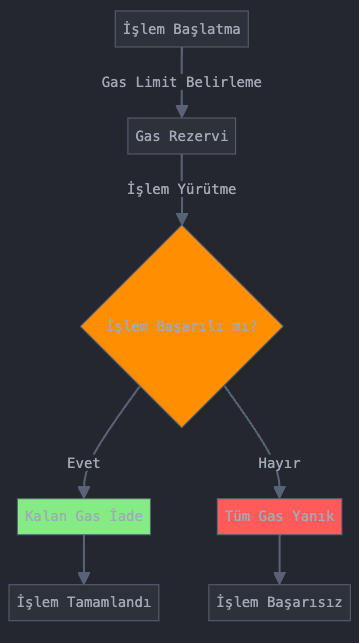 İşlem Başlatma
Gas Limit Belirleme
Gas Rezervi
İşlem Yürütme
İşlem Başarılı mı?
Evet
Hayır
Kalan Gas İade
Tüm Gas Yanık
İşlem Tamamlandı
İşlem Başarısız